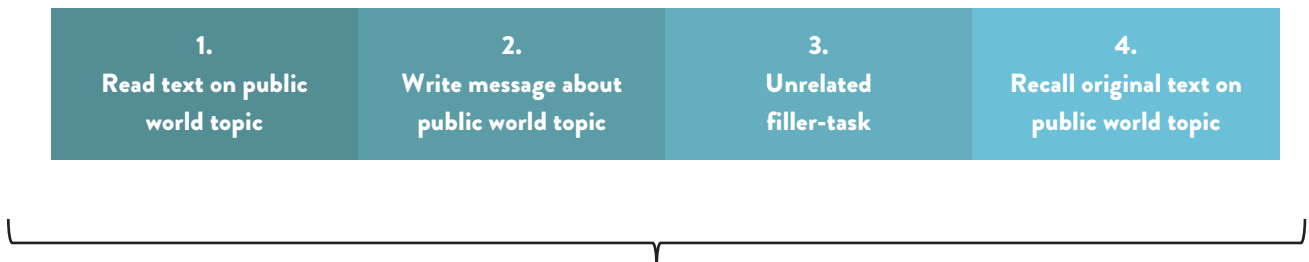 1.
Read text on public
world topic
2.
Write message about
public world topic
3.
Unrelated
filler-task
4.
Recall original text on
public world topic